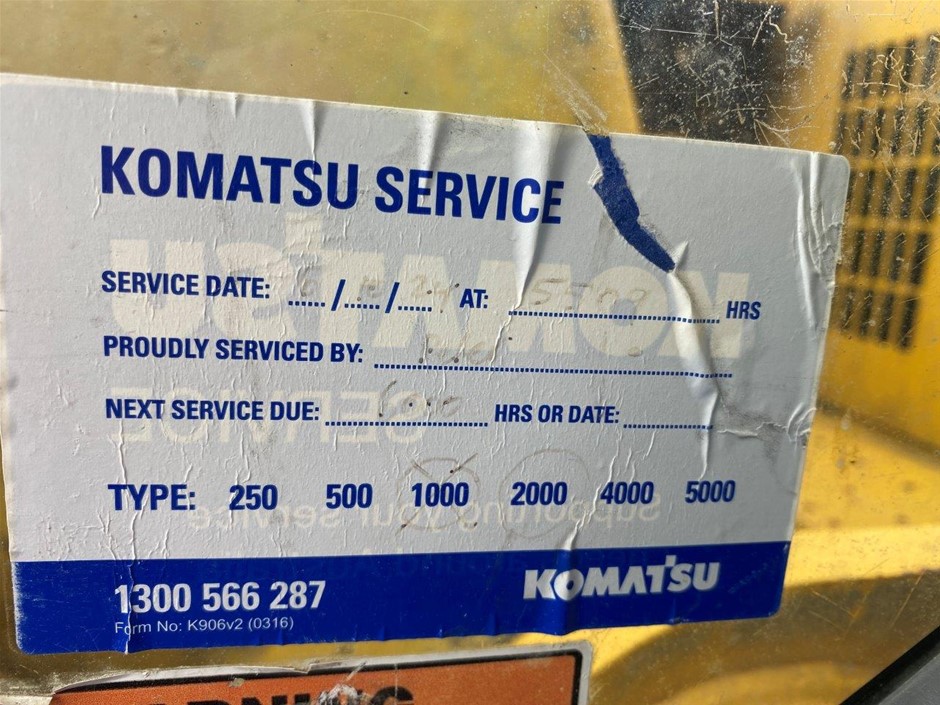 KOMATSU SERVICE
SERVICE DATE: ...... /...... /...... AT: .............................. HRS
PROUDLY SERVICED BY: ..................................................
NEXT SERVICE DUE: ....................... HRS OR DATE: .............
TYPE: 250 500 1000 2000 4000 5000
1300 566 287
KOMATSU
Form No: K906v2 (0316)